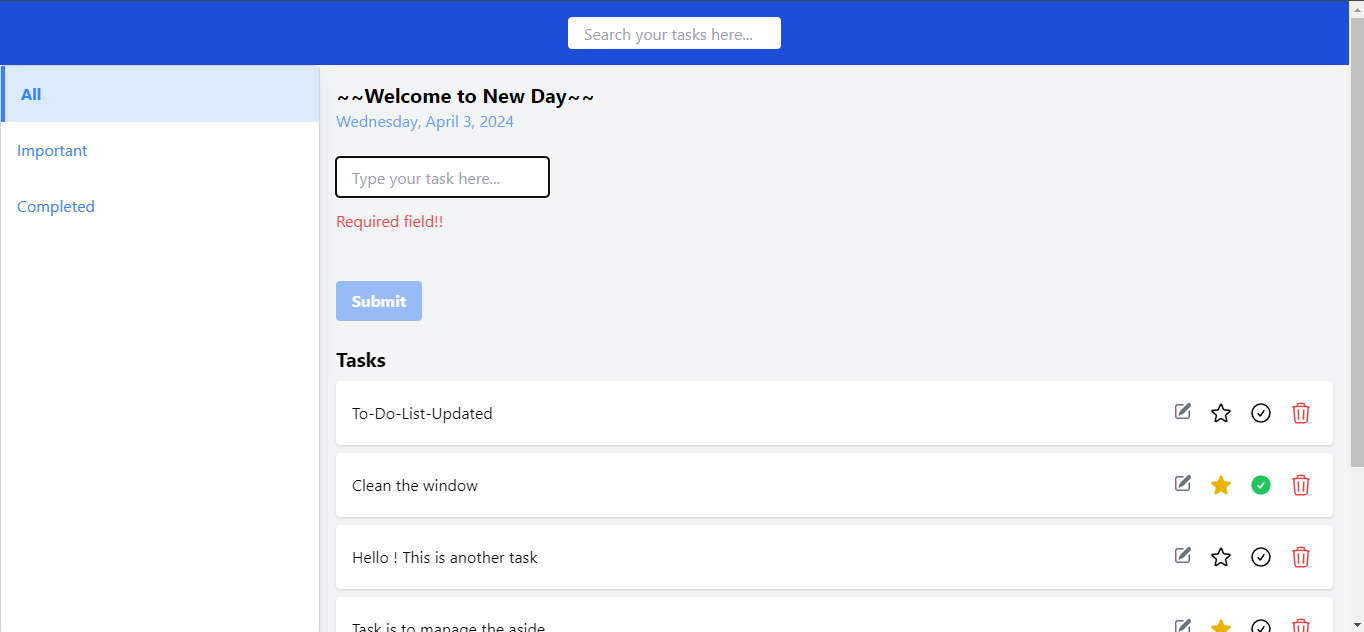 Search your tasks here...
All
Important
Completed
~~Welcome to New Day~~
Wednesday, April 3, 2024
Type your task here...
Required field!!
Submit
Tasks
To-Do-List-Updated
Clean the window
Hello ! This is another task
Task is to manage the aside